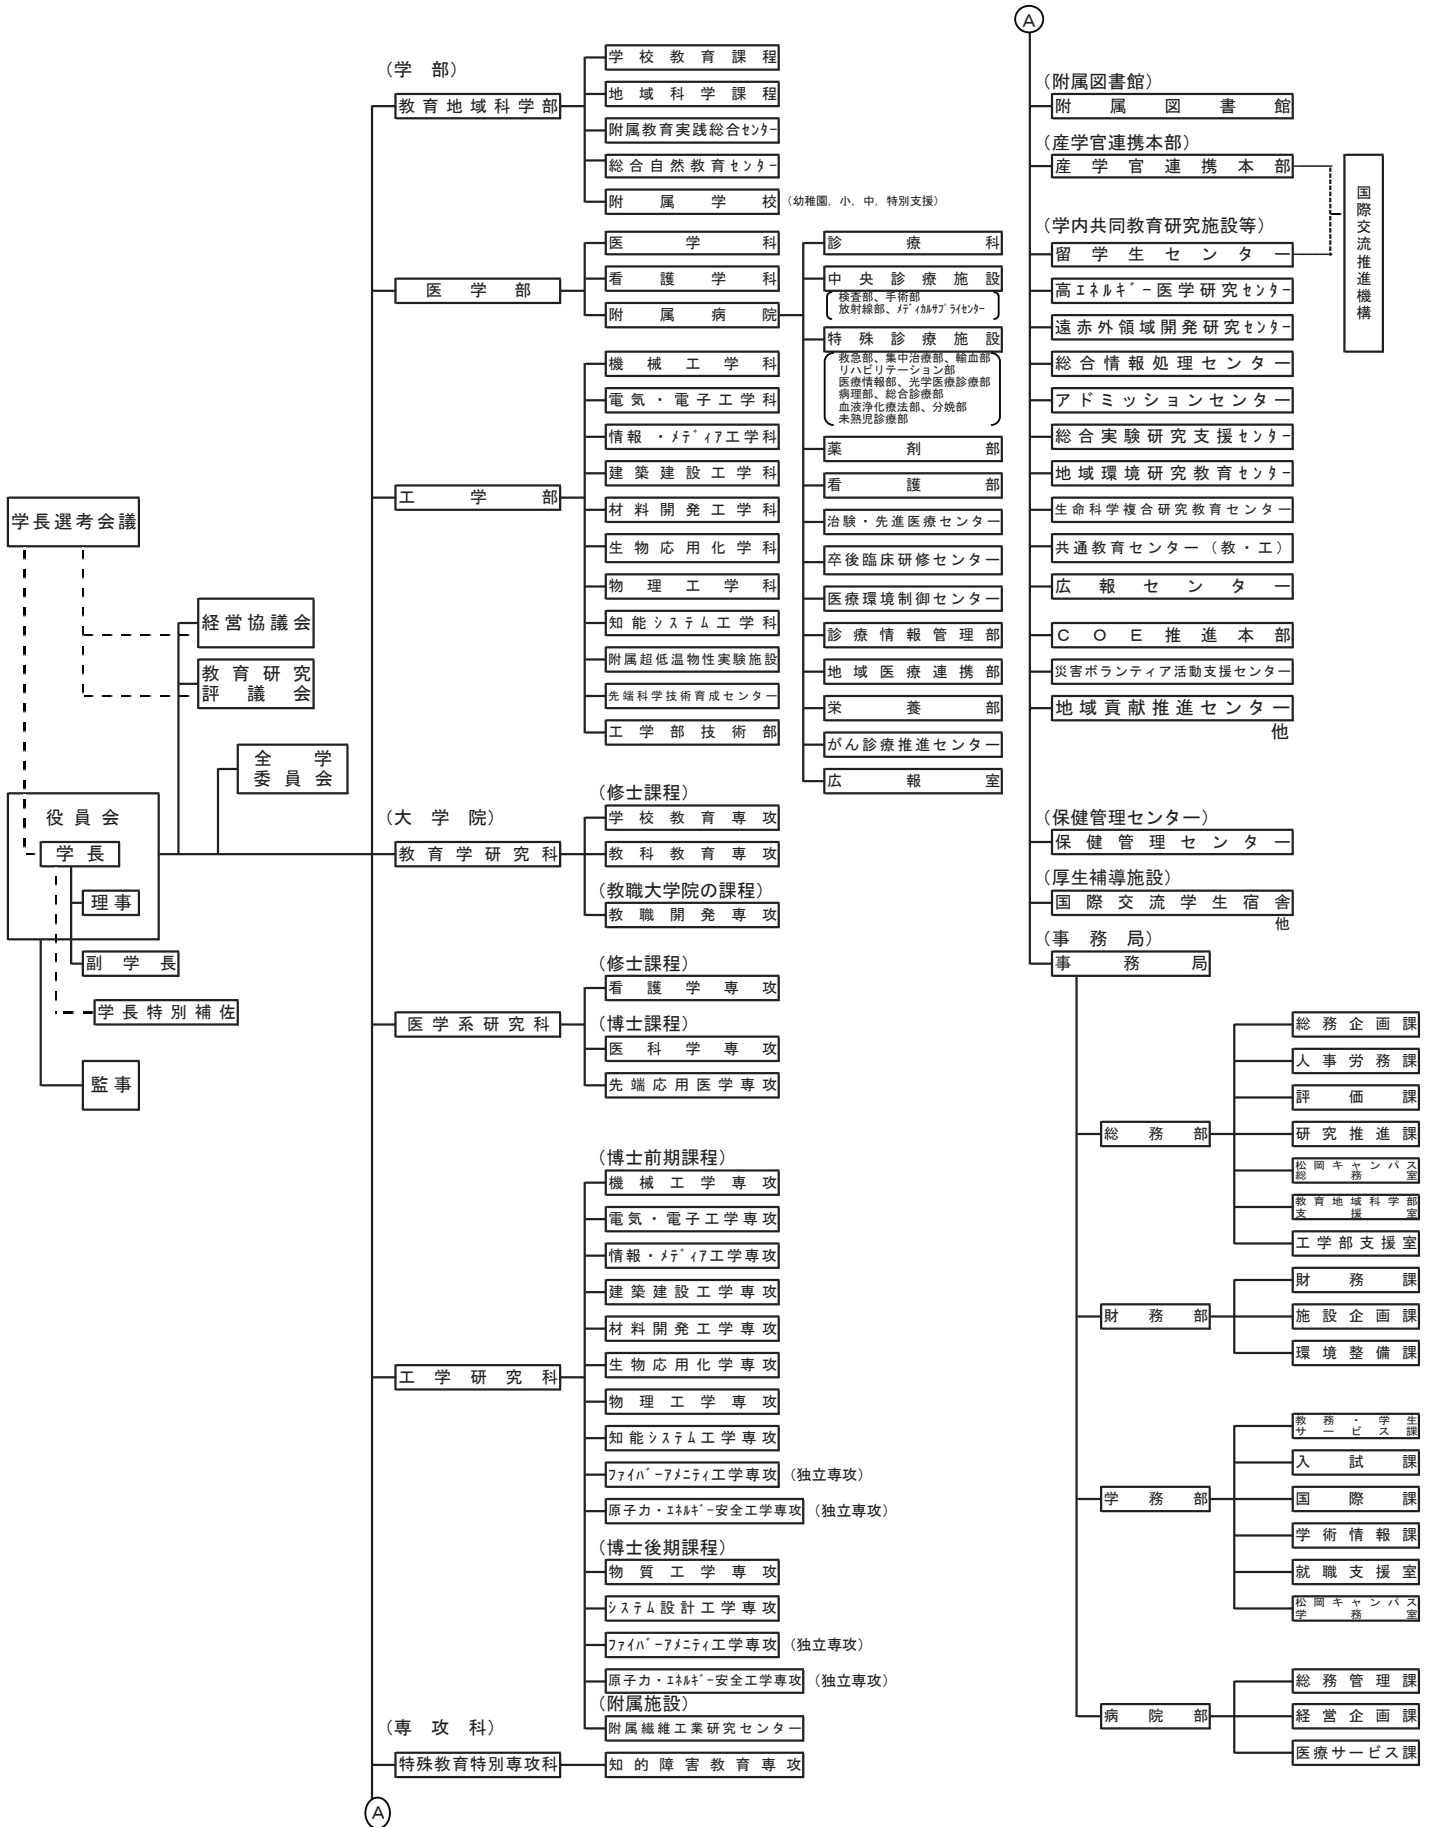 学長選考会議
経営協議会
教育研究
評議会
全学
委員会
役員会
学長
理事
副学長
学長特別補佐
監事
(学部)
教育地域科学部
学校教育課程
地域科学課程
附属教育実践総合ｾﾝﾀｰ
総合自然教育ｾﾝﾀｰ
附属学校
(幼稚園，小，中，特別支援)
医学部
医学科
看護学科
附属病院
診療科
中央診療施設
検査部、手術部
放射線部、ﾒﾃﾞｨｶﾙｻﾌﾟﾗｲｾﾝﾀｰ
特殊診療施設
救急部、集中治療部、輸血部
リハビリテーション部
医療情報部、光学医療診療部
病理部、総合診療部
血液浄化療法部、分娩部
未熟児診療部
薬剤部
看護部
治験・先進医療センター
卒後臨床研修センター
医療環境制御センター
診療情報管理部
地域医療連携部
栄養部
がん診療推進センター
広報室
工学部
機械工学科
電気・電子工学科
情報・ﾒﾃﾞｨｱ工学科
建築建設工学科
材料開発工学科
生物応用化学科
物理工学科
知能ｼｽﾃﾑ工学科
附属超低温物性実験施設
先端科学技術育成センター
工学部技術部
(大学院)
教育学研究科
(修士課程)
学校教育専攻
教科教育専攻
(教職大学院の課程)
教職開発専攻
医学系研究科
(修士課程)
看護学専攻
(博士課程)
医科学専攻
先端応用医学専攻
工学研究科
(博士前期課程)
機械工学専攻
電気・電子工学専攻
情報・ﾒﾃﾞｨｱ工学専攻
建築建設工学専攻
材料開発工学専攻
生物応用化学専攻
物理工学専攻
知能ｼｽﾃﾑ工学専攻
ﾌｧｲﾊﾞｰｱﾒﾆﾃｨ工学専攻 (独立専攻)
原子力・ｴﾈﾙｷﾞｰ安全工学専攻 (独立専攻)
(博士後期課程)
物質工学専攻
ｼｽﾃﾑ設計工学専攻
ﾌｧｲﾊﾞｰｱﾒﾆﾃｨ工学専攻 (独立専攻)
原子力・ｴﾈﾙｷﾞｰ安全工学専攻 (独立専攻)
(附属施設)
附属繊維工業研究センター
(専攻科)
特殊教育特別専攻科
知的障害教育専攻
A
A
(附属図書館)
附属図書館
(産学官連携本部)
産学官連携本部
国際交流推進機構
(学内共同教育研究施設等)
留学生センター
高ｴﾈﾙｷﾞｰ医学研究ｾﾝﾀｰ
遠赤外領域開発研究ｾﾝﾀｰ
総合情報処理センター
アドミッションセンター
総合実験研究支援ｾﾝﾀｰ
地域環境研究教育ｾﾝﾀｰ
生命科学複合研究教育センター
共通教育センター（教・工）
広報センター
ＣＯＥ推進本部
災害ボランティア活動支援センター
地域貢献推進センター
他
(保健管理センター)
保健管理センター
(厚生補導施設)
国際交流学生宿舎
他
(事務局)
事務局
総務部
総務企画課
人事労務課
評価課
研究推進課
松岡キャンパス
総務室
教育地域科学部
支援室
工学部支援室
財務部
財務課
施設企画課
環境整備課
学務部
教務・学生
サービス課
入試課
国際課
学術情報課
就職支援室
松岡キャンパス
学務室
病院部
総務管理課
経営企画課
医療サービス課